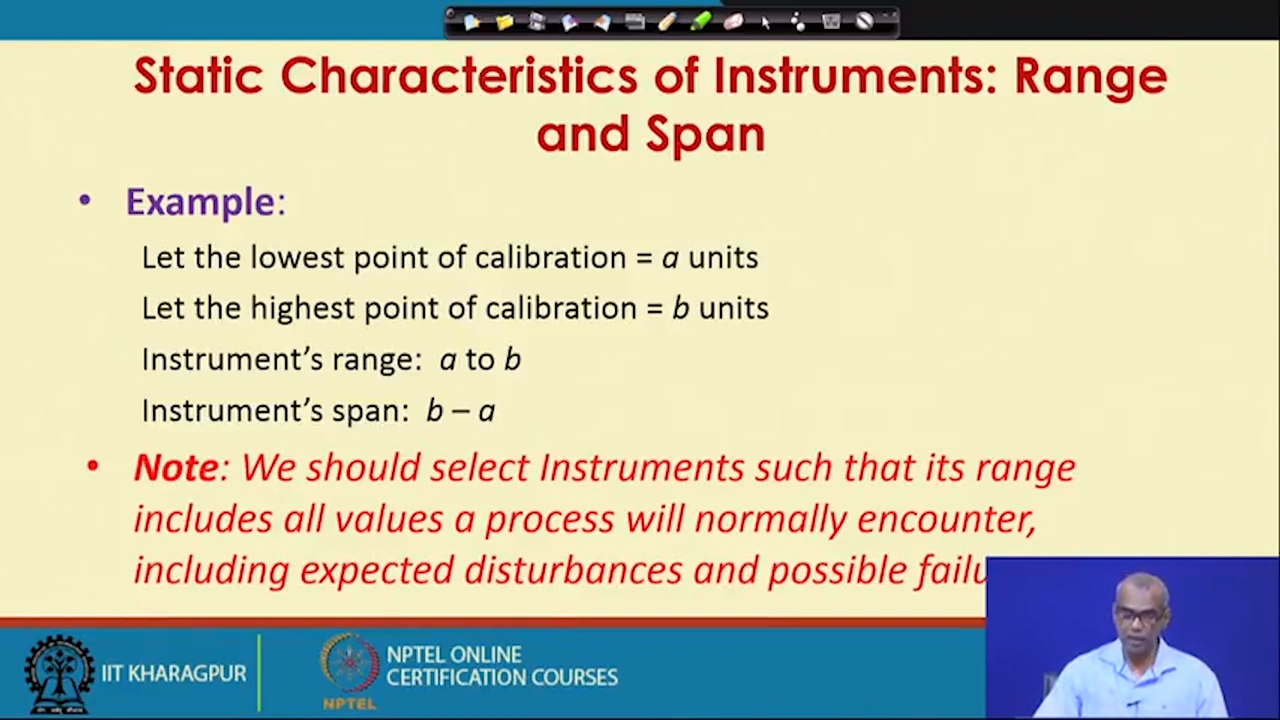 Static Characteristics of Instruments: Range
and Span
• Example:
Let the lowest point of calibration = a units
Let the highest point of calibration = b units
Instrument's range: a to b
Instrument's span: b – a
• Note: We should select Instruments such that its range
includes all values a process will normally encounter,
including expected disturbances and possible
IIT KHARAGPUR
NPTEL
NPTEL ONLINE
CERTIFICATION COURSES